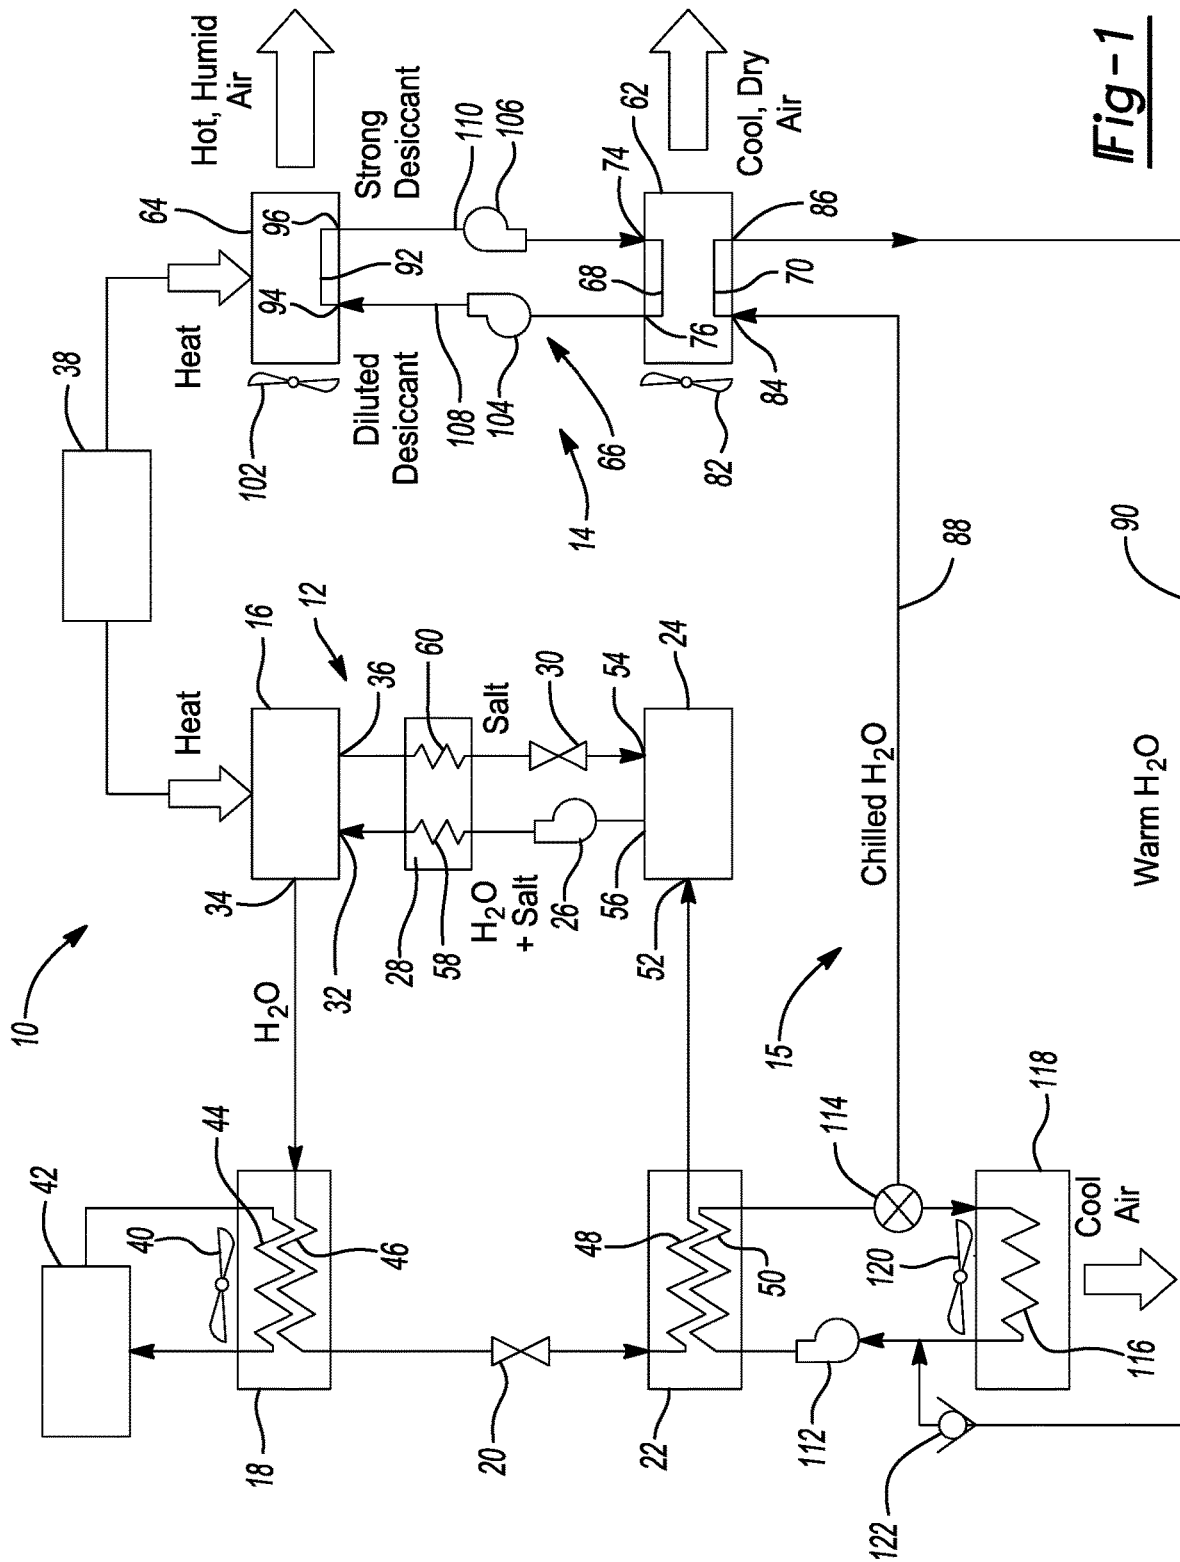 10
42
38
40
Heat
Heat
Hot, Humid
Air
44
64
18
H₂O
34
16
102
94
96
12
32
46
36
Diluted
Desiccant
92
Strong
Desiccant
28
58
60
108
110
H₂O
+ Salt
Salt
20
26
30
104
106
14
66
22
48
52
56
54
24
76
68
74
62
50
82
84
70
86
Cool, Dry
Air
15
112
114
Chilled H₂O
120
88
122
116
118
Cool
Air
Warm H₂O
90
Fig-1